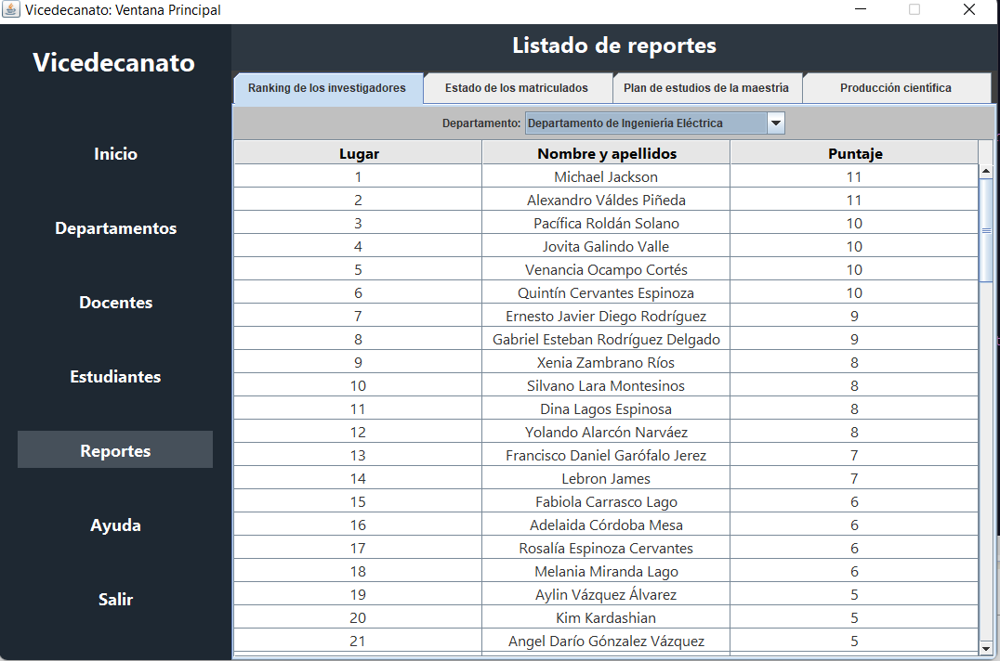 Vicedecanato: Ventana Principal
Vicedecanato
Inicio
Departamentos
Docentes
Estudiantes
Reportes
Ayuda
Salir
Listado de reportes
Ranking de los investigadores Estado de los matriculados Plan de estudios de la maestría Producción científica
Departamento: Departamento de Ingeniería Eléctrica
Lugar Nombre y apellidos Puntaje
1 Michael Jackson 11
2 Alexandro Váldes Piñeda 11
3 Pacífica Roldán Solano 10
4 Jovita Galindo Valle 10
5 Venancia Ocampo Cortés 10
6 Quintín Cervantes Espinoza 10
7 Ernesto Javier Diego Rodríguez 9
8 Gabriel Esteban Rodríguez Delgado 9
9 Xenia Zambrano Ríos 8
10 Silvano Lara Montesinos 8
11 Dina Lagos Espinosa 8
12 Yolando Alarcón Narváez 8
13 Francisco Daniel Garófalo Jerez 7
14 Lebron James 7
15 Fabiola Carrasco Lago 6
16 Adelaida Córdoba Mesa 6
17 Rosalía Espinoza Cervantes 6
18 Melania Miranda Lago 6
19 Aylin Vázquez Álvarez 5
20 Kim Kardashian 5
21 Angel Darío Gónzalez Vázquez 5